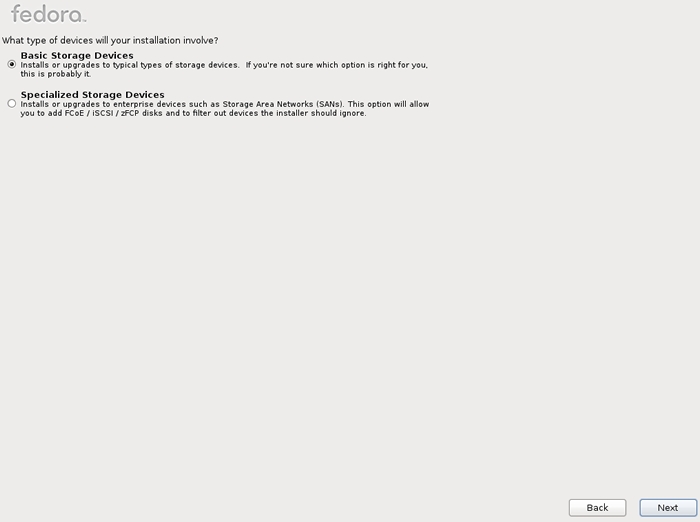 fedora.
What type of devices will your installation involve?
Basic Storage Devices
Installs or upgrades to typical types of storage devices.  If you're not sure which option is right for you,
this is probably it.
Specialized Storage Devices
Installs or upgrades to enterprise devices such as Storage Area Networks (SANs). This option will allow
you to add FCoE / iSCSI / zFCP disks and to filter out devices the installer should ignore.
Back
Next